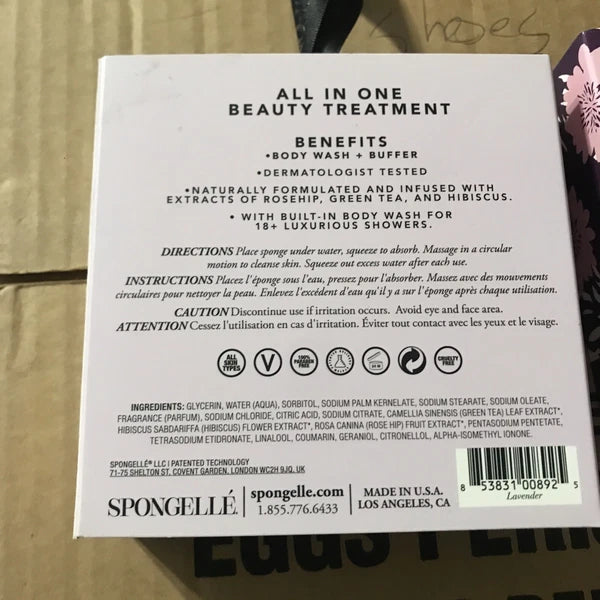 shoes
ALL IN ONE
BEAUTY TREATMENT
BENEFITS
•BODY WASH + BUFFER
•DERMATOLOGIST TESTED
•NATURALLY FORMULATED AND INFUSED WITH
EXTRACTS OF ROSEHIP, GREEN TEA, AND HIBISCUS.
• WITH BUILT-IN BODY WASH FOR
18+ LUXURIOUS SHOWERS.
DIRECTIONS Place sponge under water, squeeze to absorb. Massage in a circular
motion to cleanse skin. Squeeze out excess water after each use.
INSTRUCTIONS Placez l'éponge sous l'eau, pressez pour l'absorber. Massez avec des mouvements
circulaires pour nettoyer la peau. Enlevez l'excédent d'eau qu'il y a sur l'éponge après chaque utilisation.
CAUTION Discontinue use if irritation occurs. Avoid eye and face area.
ATTENTION Cessez l'utilisation en cas d'irritation. Éviter tout contact avec les yeux et le visage.
ALL SKIN TYPES V 100% PARABEN FREE 24 M CRUELTY FREE
INGREDIENTS: GLYCERIN, WATER (AQUA), SORBITOL, SODIUM PALM KERNELATE, SODIUM STEARATE, SODIUM OLEATE,
FRAGRANCE (PARFUM), SODIUM CHLORIDE, CITRIC ACID, SODIUM CITRATE, CAMELLIA SINENSIS (GREEN TEA) LEAF EXTRACT*,
HIBISCUS SABDARIFFA (HIBISCUS) FLOWER EXTRACT*, ROSA CANINA (ROSE HIP) FRUIT EXTRACT*, PENTASODIUM PENTETATE,
TETRASODIUM ETIDRONATE, LINALOOL, COUMARIN, GERANIOL, CITRONELLOL, ALPHA-ISOMETHYL IONONE.
SPONGELLÉ® LLC | PATENTED TECHNOLOGY
71-75 SHELTON ST. COVENT GARDEN, LONDON WC2H 9JQ, UK
SPONGELLÉ.
spongelle.com
1.855.776.6433
MADE IN U.S.A.
LOS ANGELES, CA
8 53831 00892 5
Lavender
EGGS